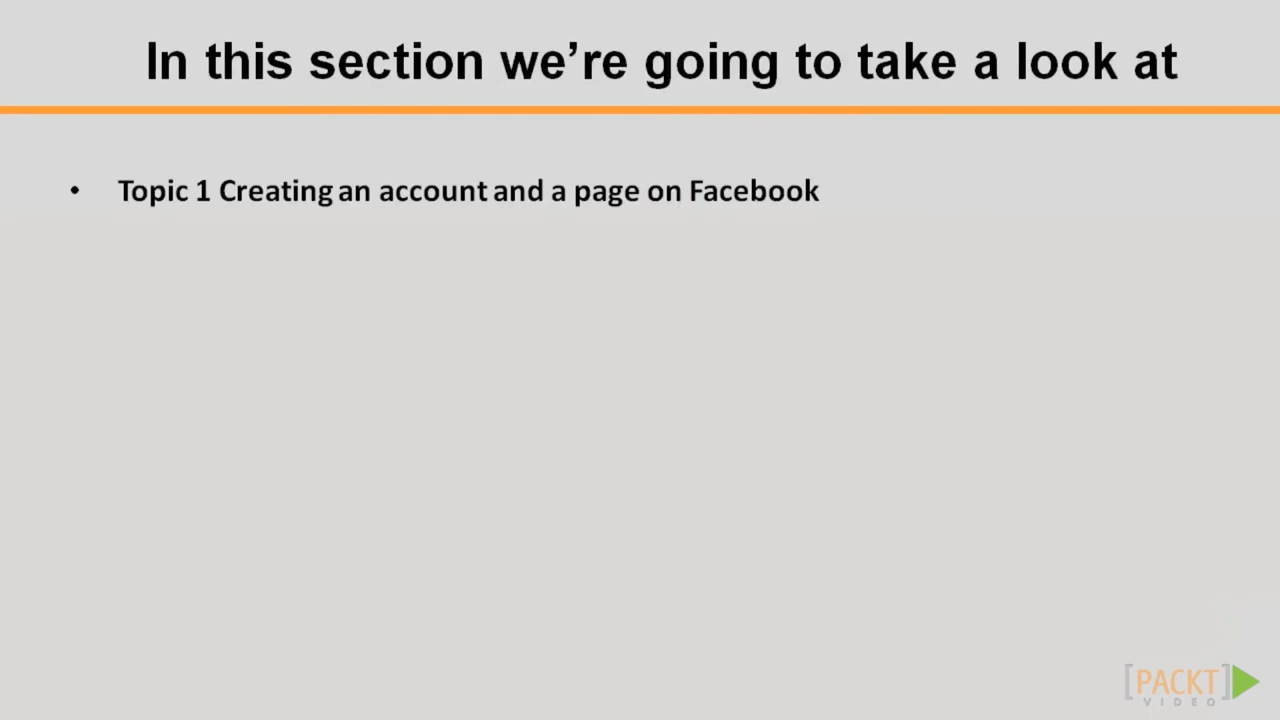 In this section we’re going to take a look at
• Topic 1 Creating an account and a page on Facebook
[PACKT]
VIDEO